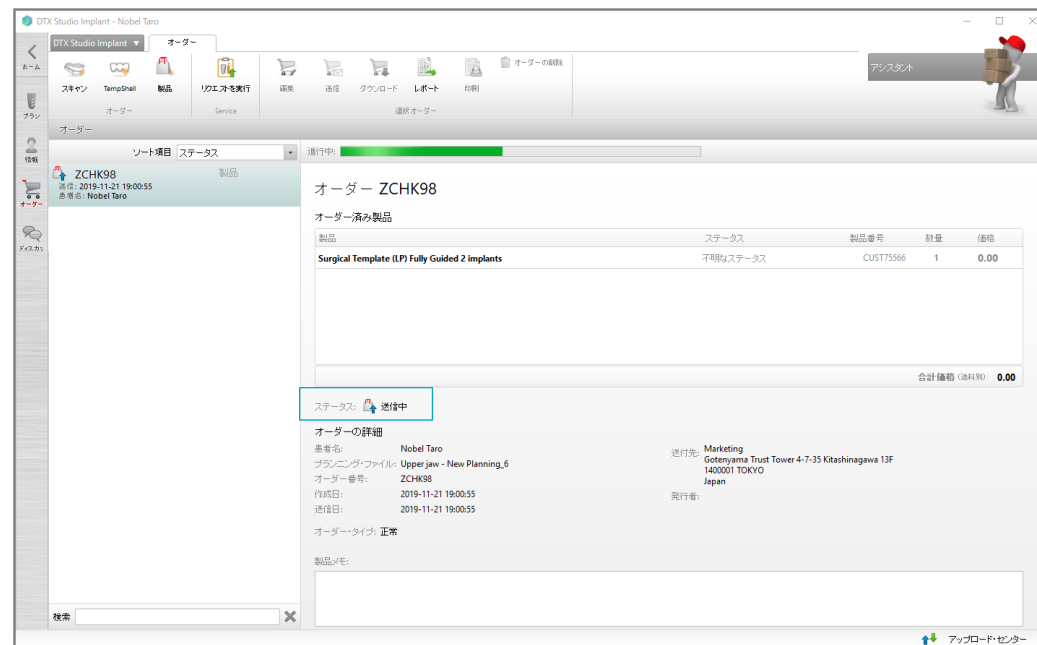 DTX Studio Implant - Nobel Taro
DTX Studio Implant ▼
オーダー
ホーム
プラン
情報
オーダー
ディスカッ
スキャン
TempShell
製品
オーダー
リクエストを実行
Service
編集
送信
ダウンロード
レポート
印刷
オーダーの削除
選択オーダー
アシスタント
オーダー
ソート項目 ステータス
ZCHK98 製品
送信: 2019-11-21 19:00:55
患者名: Nobel Taro
検索
進行中:
オーダー ZCHK98
オーダー済み製品
製品 ステータス 製品番号 数量 価格
Surgical Template (LP) Fully Guided 2 implants 不明なステータス CUST75566 1 0.00
合計価格 (送料別): 0.00
ステータス: 送信中
オーダーの詳細
患者名: Nobel Taro
プランニング・ファイル: Upper jaw - New Planning_6
オーダー番号: ZCHK98
作成日: 2019-11-21 19:00:55
送信日: 2019-11-21 19:00:55
オーダー・タイプ: 正常
送付先: Marketing
Gotenyama Trust Tower 4-7-35 Kitashinagawa 13F
1400001 TOKYO
Japan
発行者:
製品メモ:
アップロード・センター